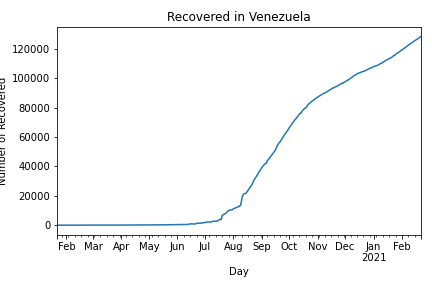 Recovered in Venezuela
120000
100000
80000
60000
40000
20000
0
Number of Recovered
Feb Mar Apr May Jun Jul Aug Sep Oct Nov Dec Jan Feb
2021
Day